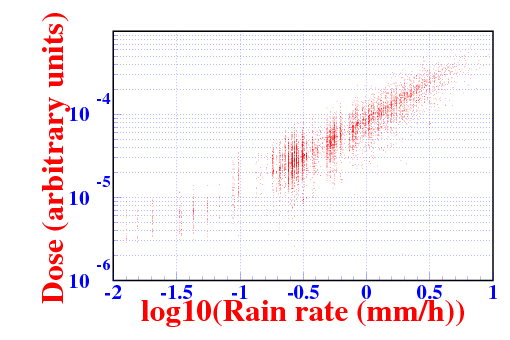 Dose (arbitrary units)
10 -4
10 -5
10 -6
-2 -1.5 -1 -0.5 0 0.5 1
log10(Rain rate (mm/h))